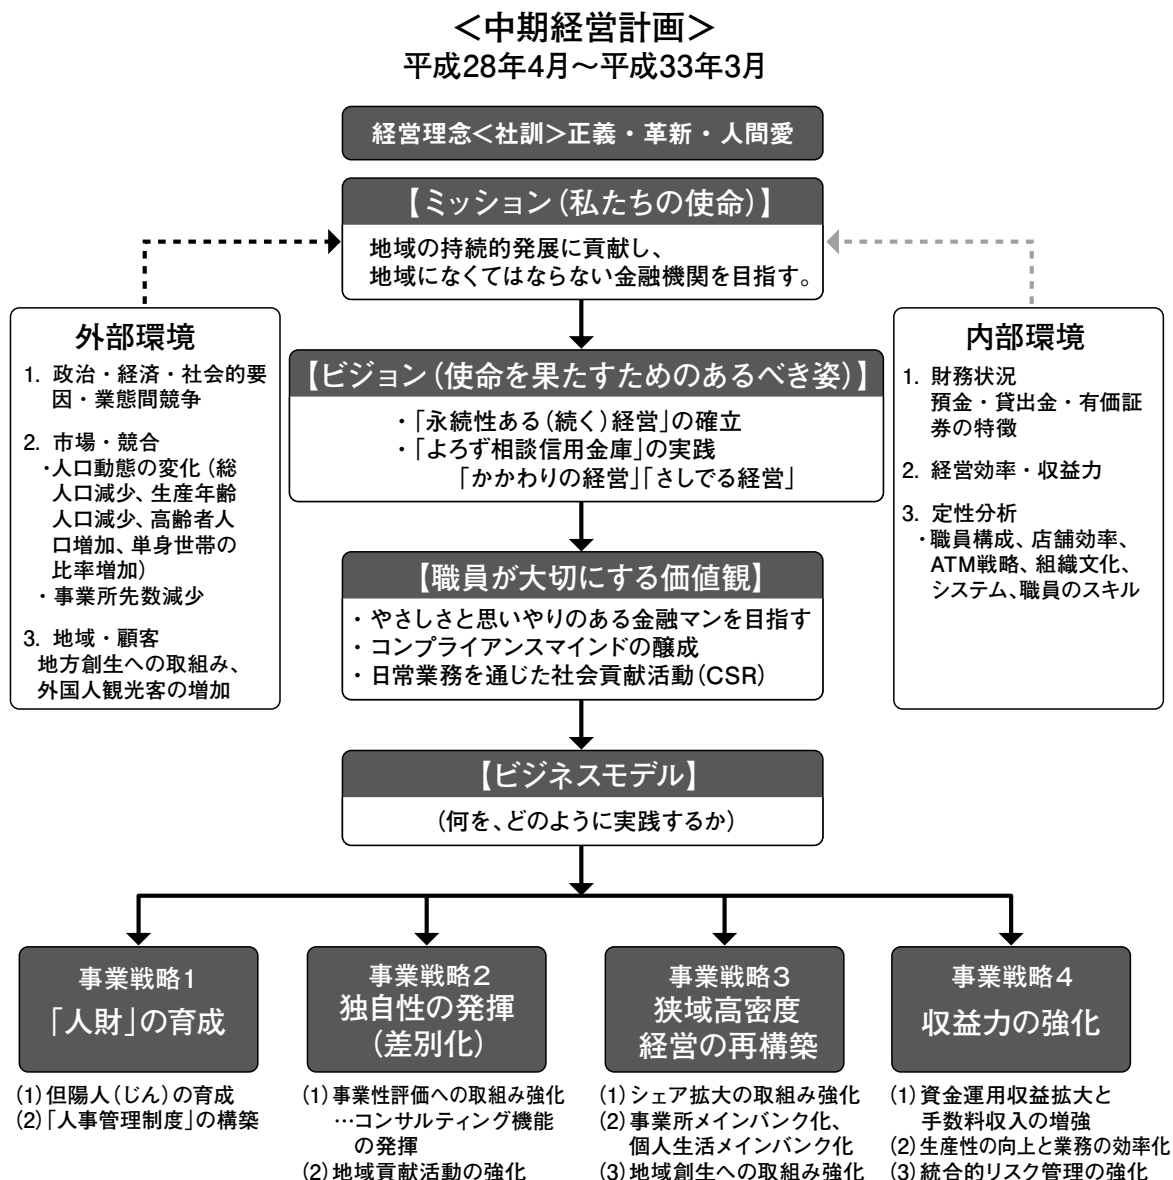 ＜中期経営計画＞
平成28年4月～平成33年3月
経営理念＜社訓＞正義・革新・人間愛
【ミッション（私たちの使命）】
地域の持続的発展に貢献し、
地域になくてはならない金融機関を目指す。
外部環境
1. 政治・経済・社会的要
因・業態間競争
2. 市場・競合
・人口動態の変化（総
人口減少、生産年齢
人口減少、高齢者人
口増加、単身世帯の
比率増加）
・事業所先数減少
3. 地域・顧客
地方創生への取組み、
外国人観光客の増加
【ビジョン（使命を果たすためのあるべき姿）】
・「永続性ある（続く）経営」の確立
・「よろず相談信用金庫」の実践
「かかわりの経営」「さしでる経営」
内部環境
1. 財務状況
預金・貸出金・有価証
券の特徴
2. 経営効率・収益力
3. 定性分析
・職員構成、店舗効率、
ATM戦略、組織文化、
システム、職員のスキル
【職員が大切にする価値観】
・やさしさと思いやりのある金融マンを目指す
・コンプライアンスマインドの醸成
・日常業務を通じた社会貢献活動（CSR）
【ビジネスモデル】
（何を、どのように実践するか）
事業戦略1
「人財」の育成
(1) 但陽人（じん）の育成
(2)「人事管理制度」の構築
事業戦略2
独自性の発揮
（差別化）
(1) 事業性評価への取組み強化
…コンサルティング機能
の発揮
(2) 地域貢献活動の強化
事業戦略3
狭域高密度
経営の再構築
(1) シェア拡大の取組み強化
(2) 事業所メインバンク化、
個人生活メインバンク化
(3) 地域創生への取組み強化
事業戦略4
収益力の強化
(1) 資金運用収益拡大と
手数料収入の増強
(2) 生産性の向上と業務の効率化
(3) 統合的リスク管理の強化